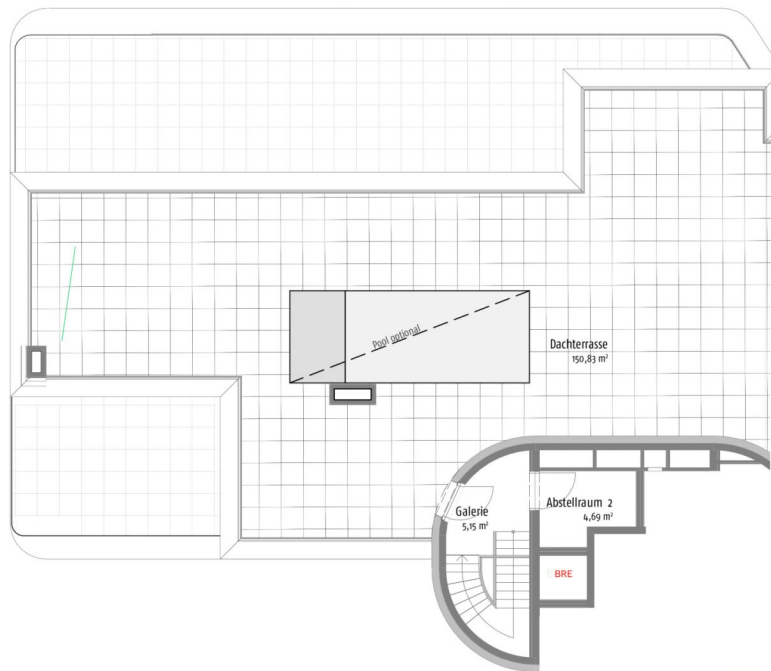 Pool optional
Dachterrasse
150,83 m²
Galerie
5,15 m²
Abstellraum 2
4,69 m²
BRE